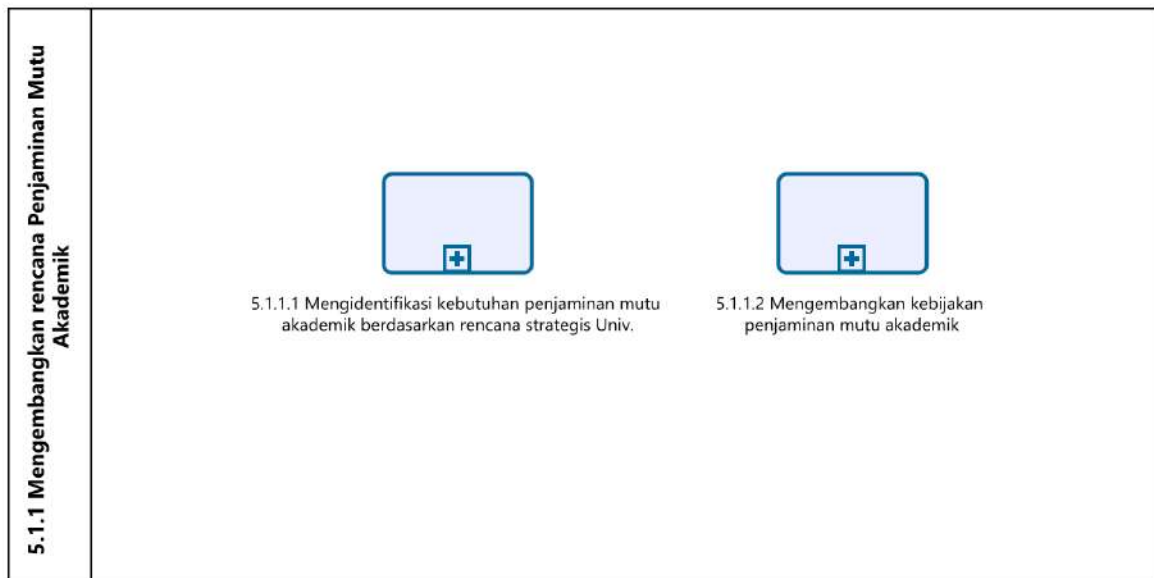 5.1.1 Mengembangkan rencana Penjaminan Mutu
Akademik
5.1.1.1 Mengidentifikasi kebutuhan penjaminan mutu
akademik berdasarkan rencana strategis Univ.
5.1.1.2 Mengembangkan kebijakan
penjaminan mutu akademik